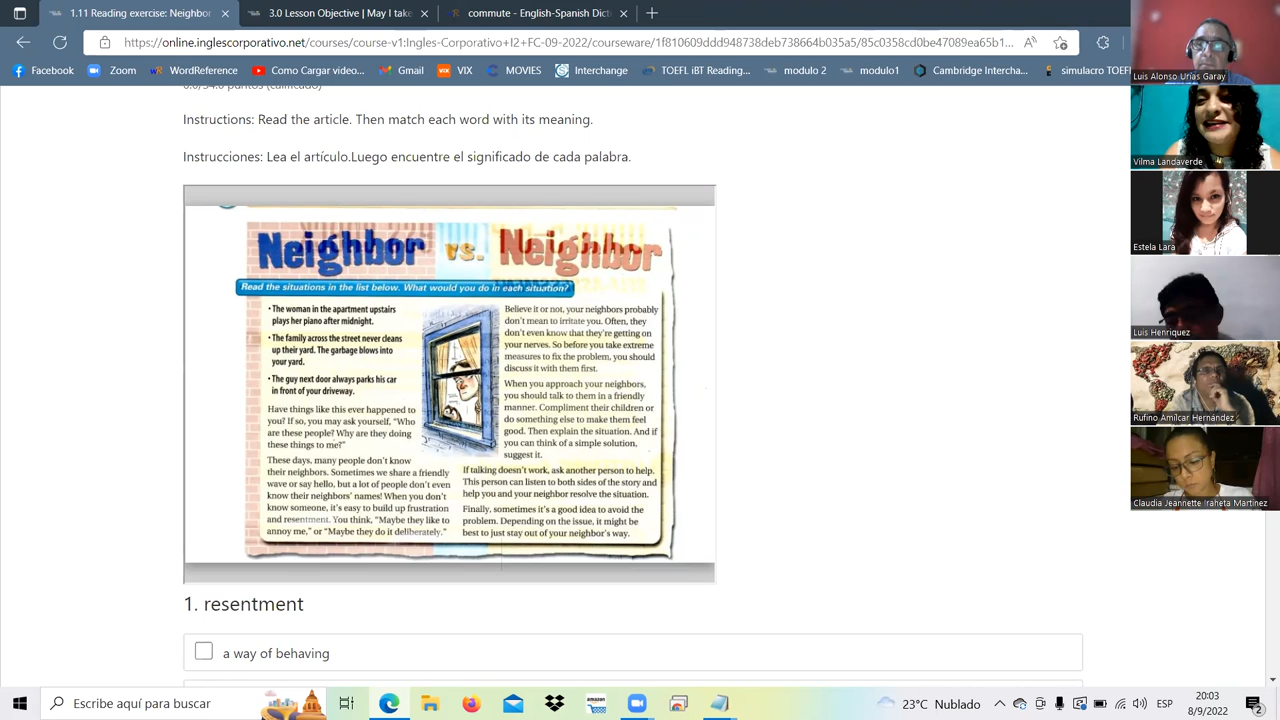 1.11 Reading exercise: Neighbor
3.0 Lesson Objective | May I take
commute - English-Spanish Dict
https://online.inglescorporativo.net/courses/course-v1:Ingles-Corporativo+I2+FC-09-2022/courseware/1f810609ddd948738deb738664b035a5/85c0358cd0be47089ea65b1...
Facebook
Zoom
WordReference
Como Cargar video...
Gmail
VIX
MOVIES
Interchange
TOEFL iBT Reading...
modulo 2
modulo1
Cambridge Intercha...
simulacro TOEFL
Instructions: Read the article. Then match each word with its meaning.
Instrucciones: Lea el artículo.Luego encuentre el significado de cada palabra.
Neighbor vs. Neighbor
Read the situations in the list below. What would you do in each situation?
• The woman in the apartment upstairs
plays her piano after midnight.
• The family across the street never cleans
up their yard. The garbage blows into
your yard.
• The guy next door always parks his car
in front of your driveway.
Have things like this ever happened to
you? If so, you may ask yourself, "Who
are these people? Why are they doing
these things to me?"
These days, many people don't know
their neighbors. Sometimes we share a friendly
wave or say hello, but a lot of people don't even
know their neighbors' names! When you don't
know someone, it's easy to build up frustration
and resentment. You think, "Maybe they like to
annoy me," or "Maybe they do it deliberately."
Believe it or not, your neighbors probably
don't mean to irritate you. Often, they
don't even know that they're getting on
your nerves. So before you take extreme
measures to fix the problem, you should
discuss it with them first.
When you approach your neighbors,
you should talk to them in a friendly
manner. Compliment their children or
do something else to make them feel
good. Then explain the situation. And if
you can think of a simple solution,
suggest it.
If talking doesn't work, ask another person to help.
This person can listen to both sides of the story and
help you and your neighbor resolve the situation.
Finally, sometimes it's a good idea to avoid the
problem. Depending on the issue, it might be
best to just stay out of your neighbor's way.
1. resentment
a way of behaving
Luis Alonso Urías Garay
Vilma Landaverde
Estela Lara
Luis Henriquez
Rufino Amilcar Hernández
Claudia Jeannette Iraheta Martínez
Escribe aquí para buscar
23°C Nublado
ESP
20:03
8/9/2022
2